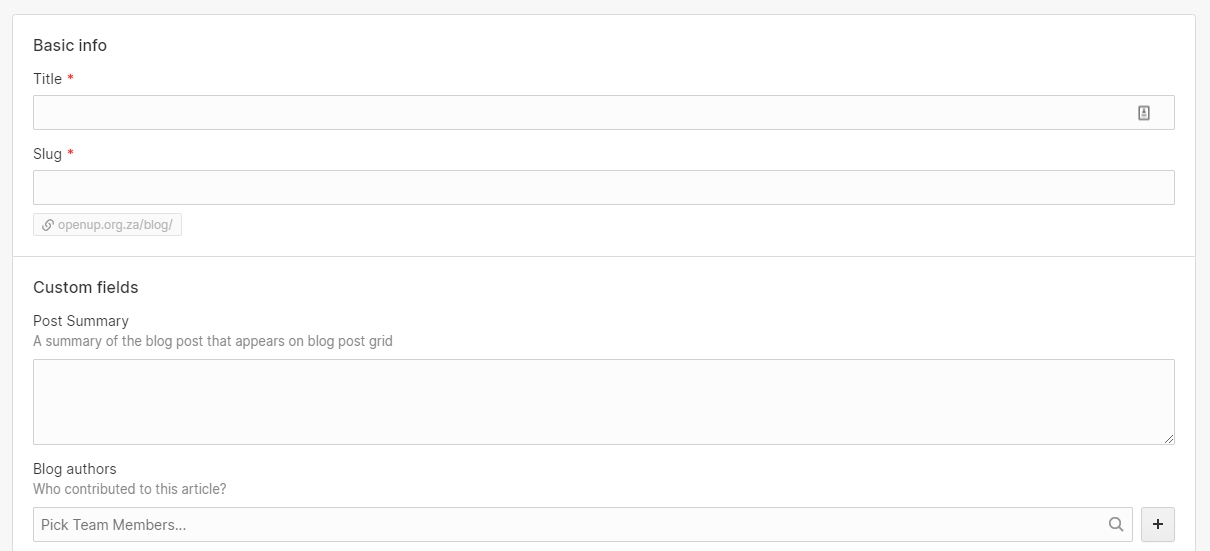 Basic info
Title *
Slug *
openup.org.za/blog/
Custom fields
Post Summary
A summary of the blog post that appears on blog post grid
Blog authors
Who contributed to this article?
Pick Team Members...
+